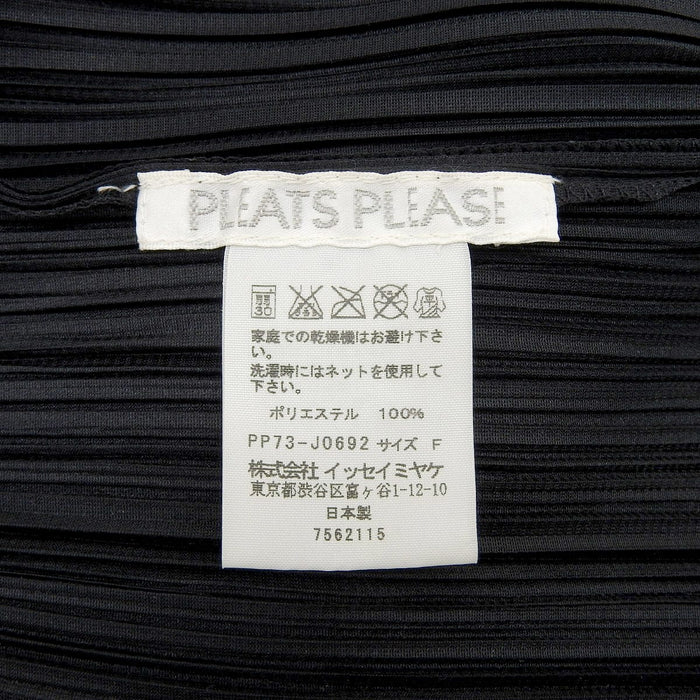 PLEATS PLEASE
弱
30
家庭での乾燥機はお避け下さ
い。
洗濯時にはネットを使用して
下さい。
ポリエステル 100%
PP73-J0692 サイズ F
株式会社 イッセイミヤケ
東京都渋谷区富ヶ谷1-12-10
日本製
7562115